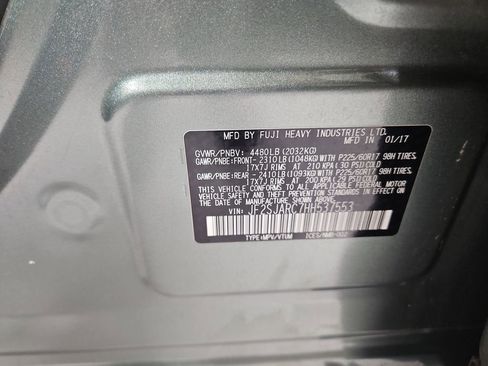 MFD BY FUJI HEAVY INDUSTRIES LTD.
MFD IN 01/17
GVWR/PNBV: 4480LB (2032KG)
GAWR/PNBE:FRONT- 2310LB (1048KG) WITH P225/60R17 98H TIRES,
17X7J RIMS AT 210 KPA ( 30 PSI) COLD
GAWR/PNBE:REAR - 2410LB (1093KG) WITH P225/60R17 98H TIRES,
17X7J RIMS AT 200 KPA ( 29 PSI) COLD
THIS VEHICLE CONFORMS TO ALL APPLICABLE FEDERAL MOTOR
VEHICLE SAFETY STANDARDS IN EFFECT ON THE
DATE OF MANUFACTURE SHOWN ABOVE.
VIN: JF2SJARC7HH537553
TYPE:MPV/VTUM ICES/NMB-002